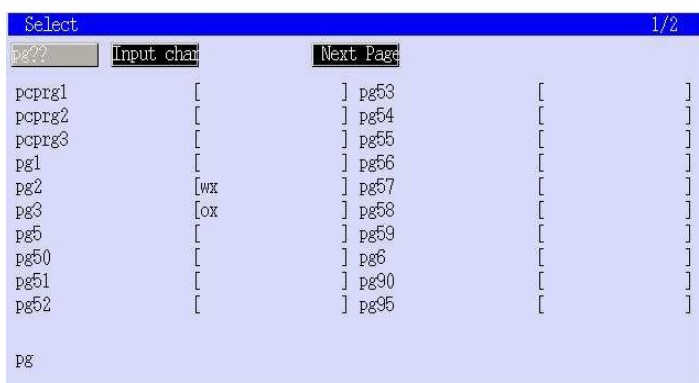 Select 1/2
pg?? Input char Next Page
pcprg1 [ ] pg53 [ ]
pcprg2 [ ] pg54 [ ]
pcprg3 [ ] pg55 [ ]
pg1 [ ] pg56 [ ]
pg2 [wx ] pg57 [ ]
pg3 [ox ] pg58 [ ]
pg5 [ ] pg59 [ ]
pg50 [ ] pg6 [ ]
pg51 [ ] pg90 [ ]
pg52 [ ] pg95 [ ]
pg